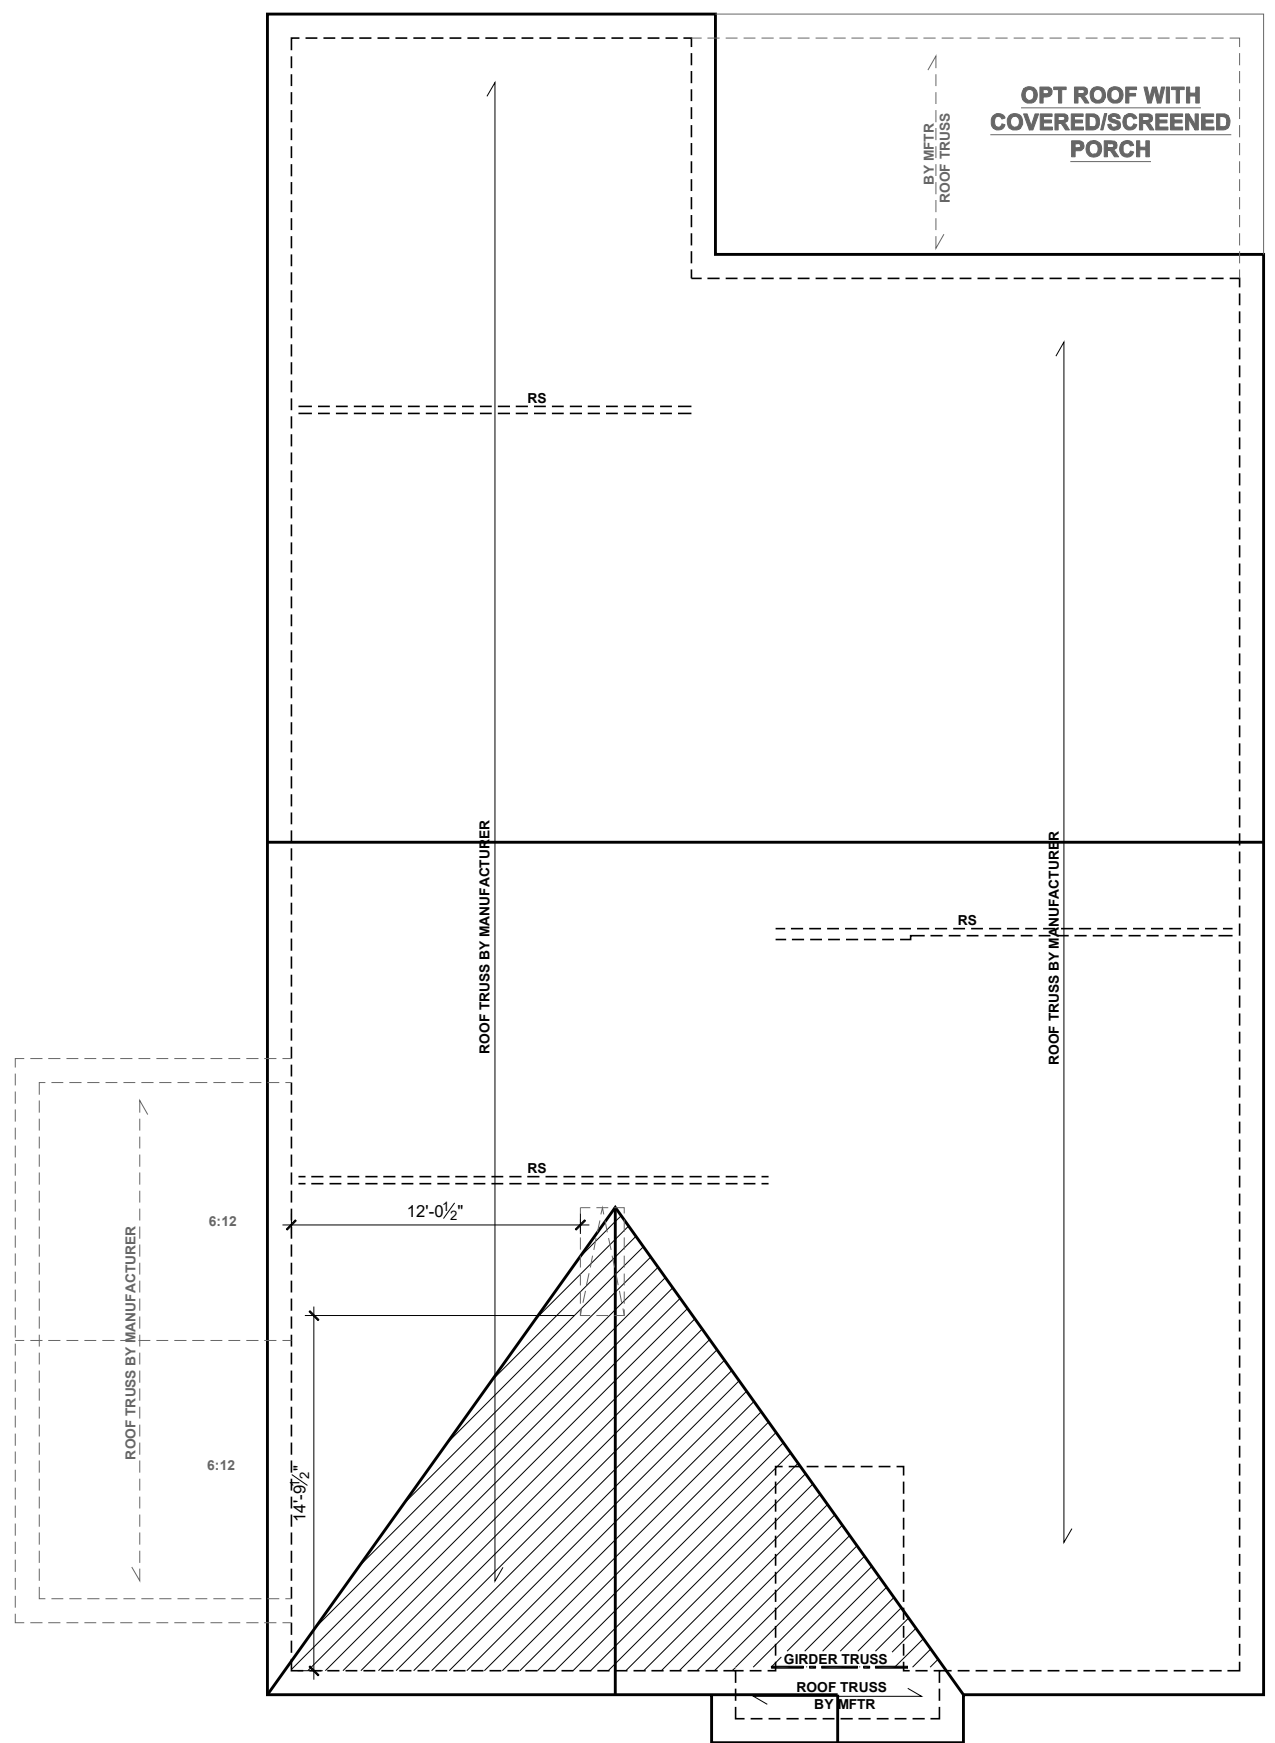 OPT ROOF WITH
COVERED/SCREENED
PORCH
BY MFTR
ROOF TRUSS
RS
ROOF TRUSS BY MANUFACTURER
ROOF TRUSS BY MANUFACTURER
RS
RS
12'-0½"
6:12
ROOF TRUSS BY MANUFACTURER
6:12
14'-9½"
GIRDER TRUSS
ROOF TRUSS
BY MFTR